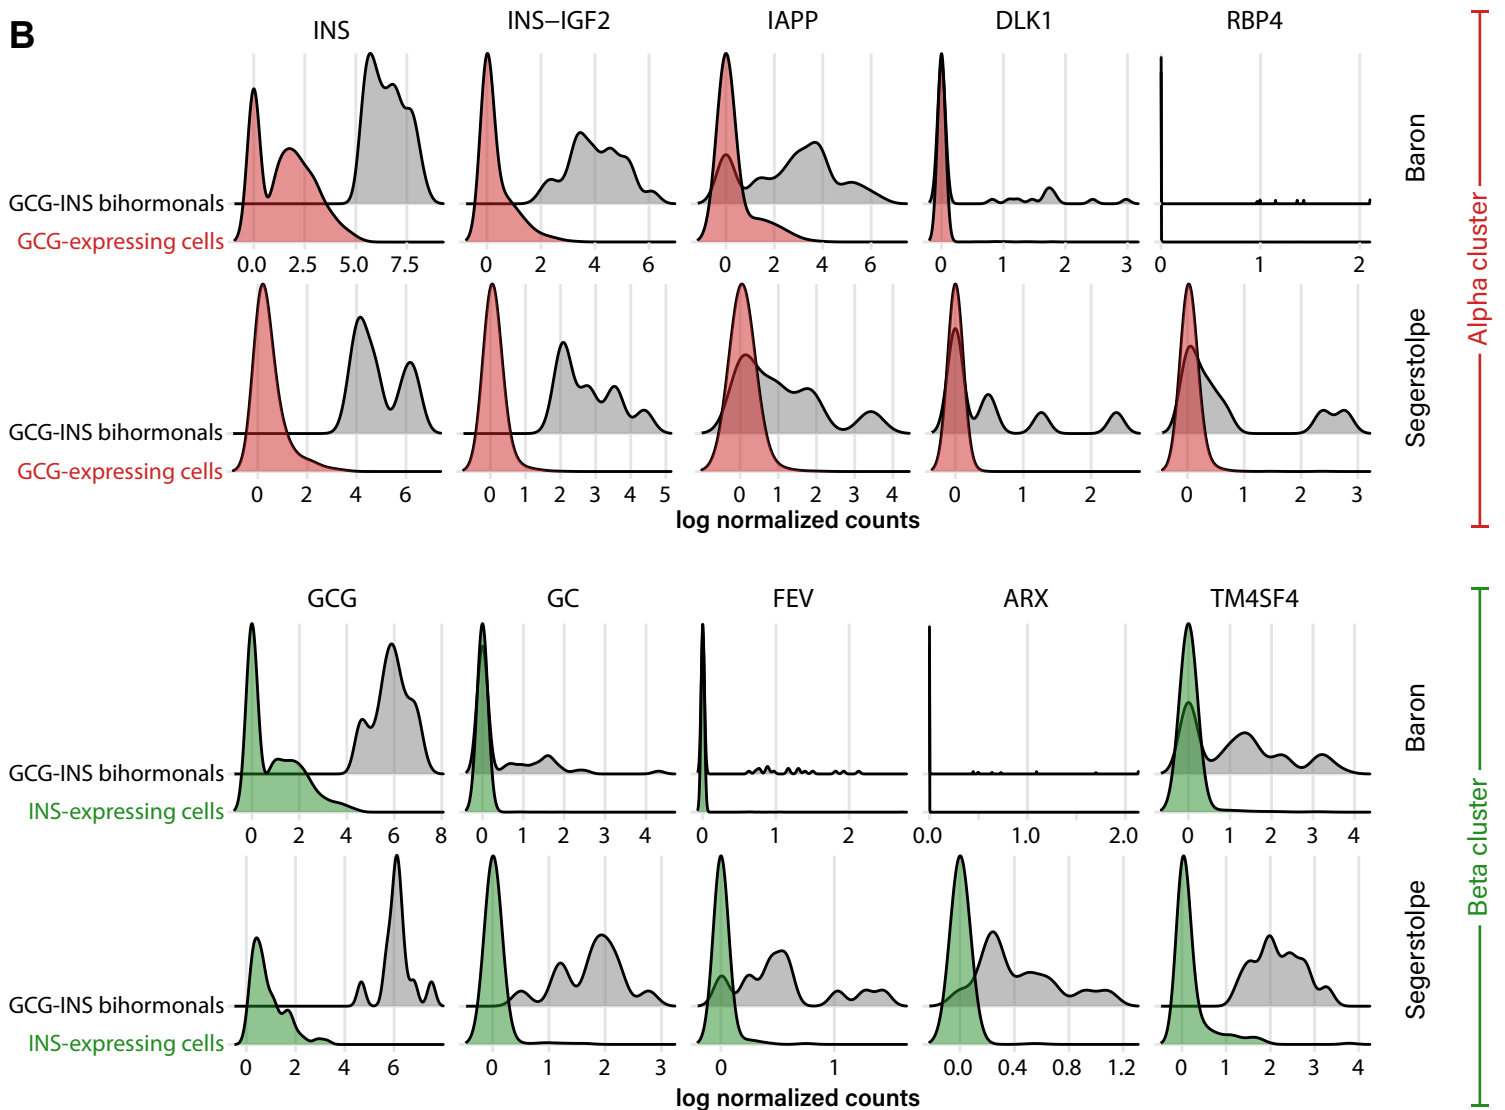 B
INS
INS−IGF2
IAPP
DLK1
RBP4
GCG-INS bihormonals
GCG-expressing cells
0.0 2.5 5.0 7.5
0 2 4 6
0 2 4 6
0 1 2 3
0 1 2
Baron
GCG-INS bihormonals
GCG-expressing cells
0 2 4 6
0 1 2 3 4 5
0 1 2 3 4
0 1 2
0 1 2 3
Segerstolpe
log normalized counts
Alpha cluster
GCG
GC
FEV
ARX
TM4SF4
GCG-INS bihormonals
INS-expressing cells
0 2 4 6 8
0 1 2 3 4
0 1 2
0.0 1.0 2.0
0 1 2 3 4
Baron
GCG-INS bihormonals
INS-expressing cells
0 2 4 6
0 1 2 3
0 1
0.0 0.4 0.8 1.2
0 1 2 3 4
Segerstolpe
log normalized counts
Beta cluster